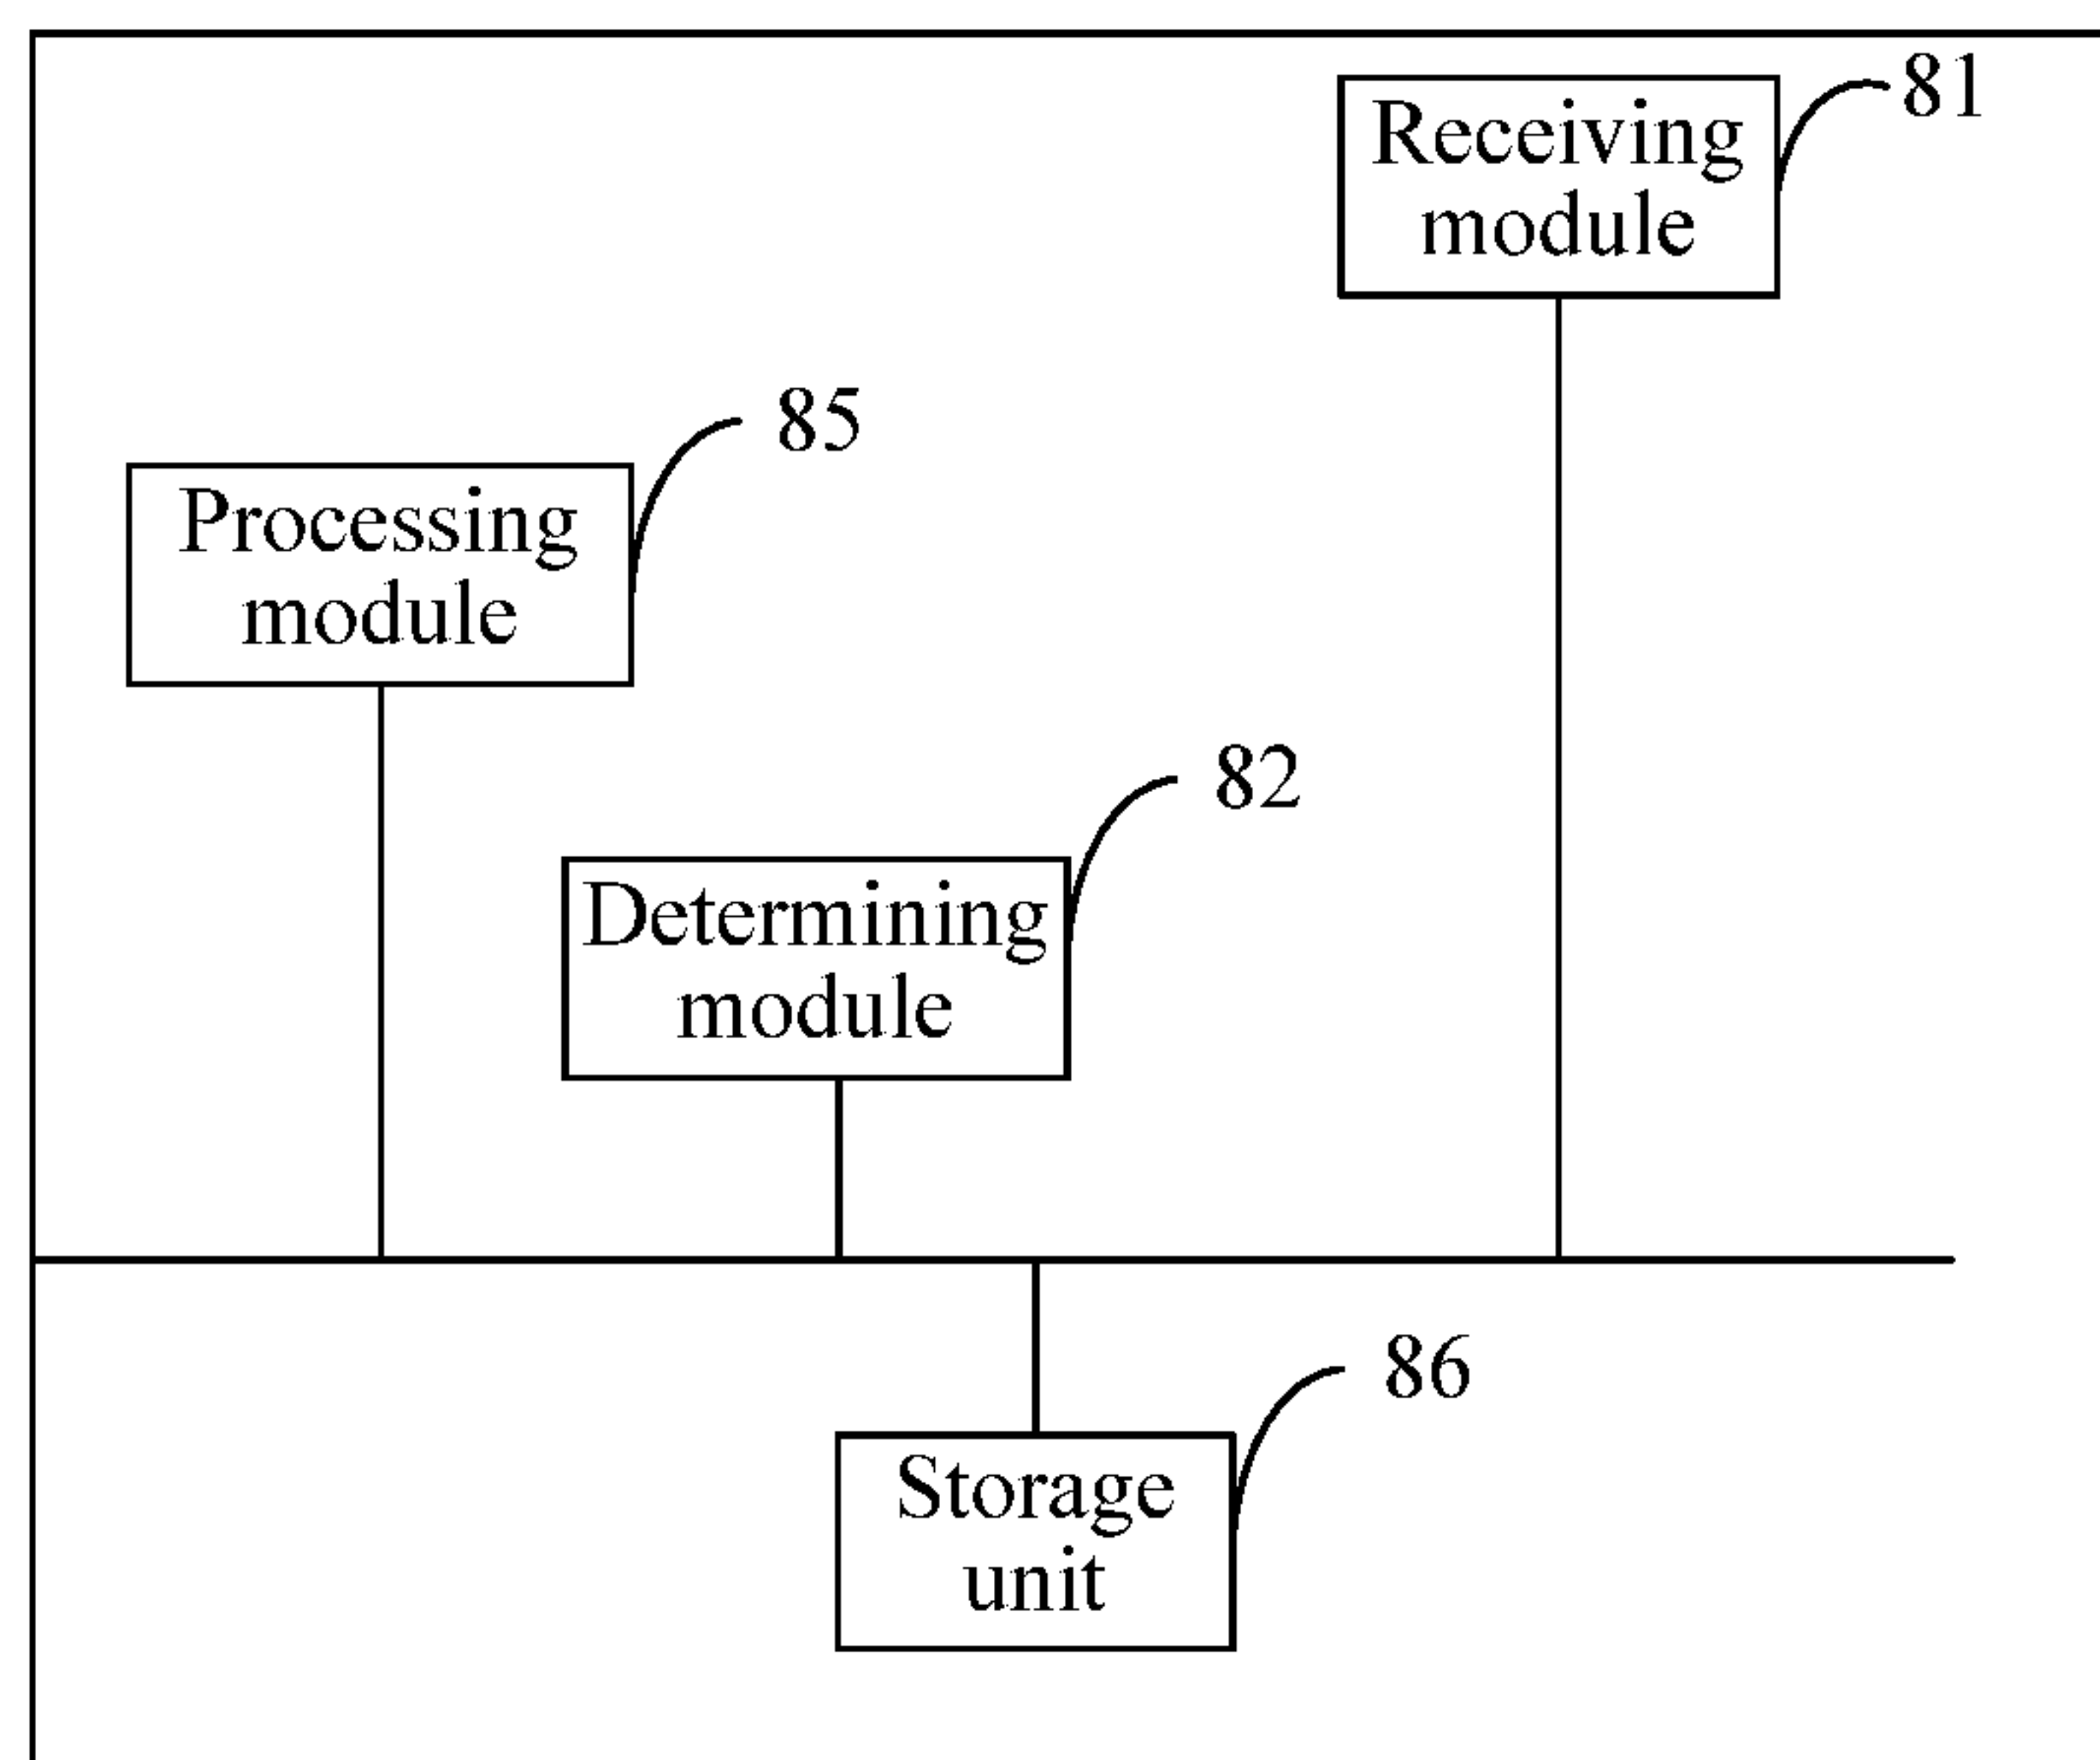 81
Receiving
module
85
Processing
module
82
Determining
module
86
Storage
unit